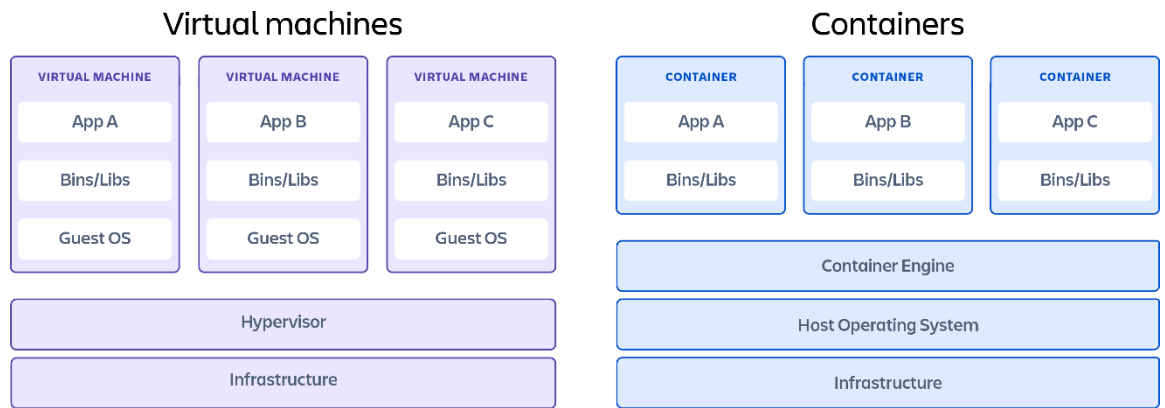 Virtual machines
VIRTUAL MACHINE
App A
Bins/Libs
Guest OS
VIRTUAL MACHINE
App B
Bins/Libs
Guest OS
VIRTUAL MACHINE
App C
Bins/Libs
Guest OS
Hypervisor
Infrastructure
Containers
CONTAINER
App A
Bins/Libs
CONTAINER
App B
Bins/Libs
CONTAINER
App C
Bins/Libs
Container Engine
Host Operating System
Infrastructure